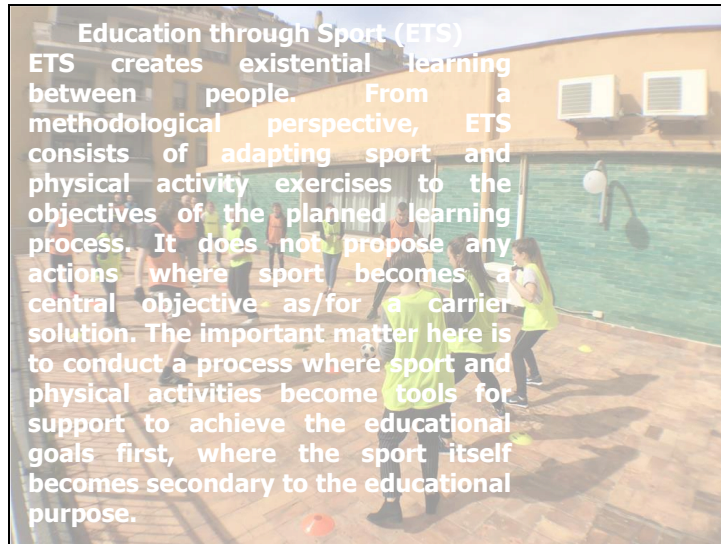 Education through Sport (ETS)
ETS creates existential learning
between people. From a
methodological perspective, ETS
consists of adapting sport and
physical activity exercises to the
objectives of the planned learning
process. It does not propose any
actions where sport becomes a
central objective as/for a carrier
solution. The important matter here is
to conduct a process where sport and
physical activities become tools for
support to achieve the educational
goals first, where the sport itself
becomes secondary to the educational
purpose.